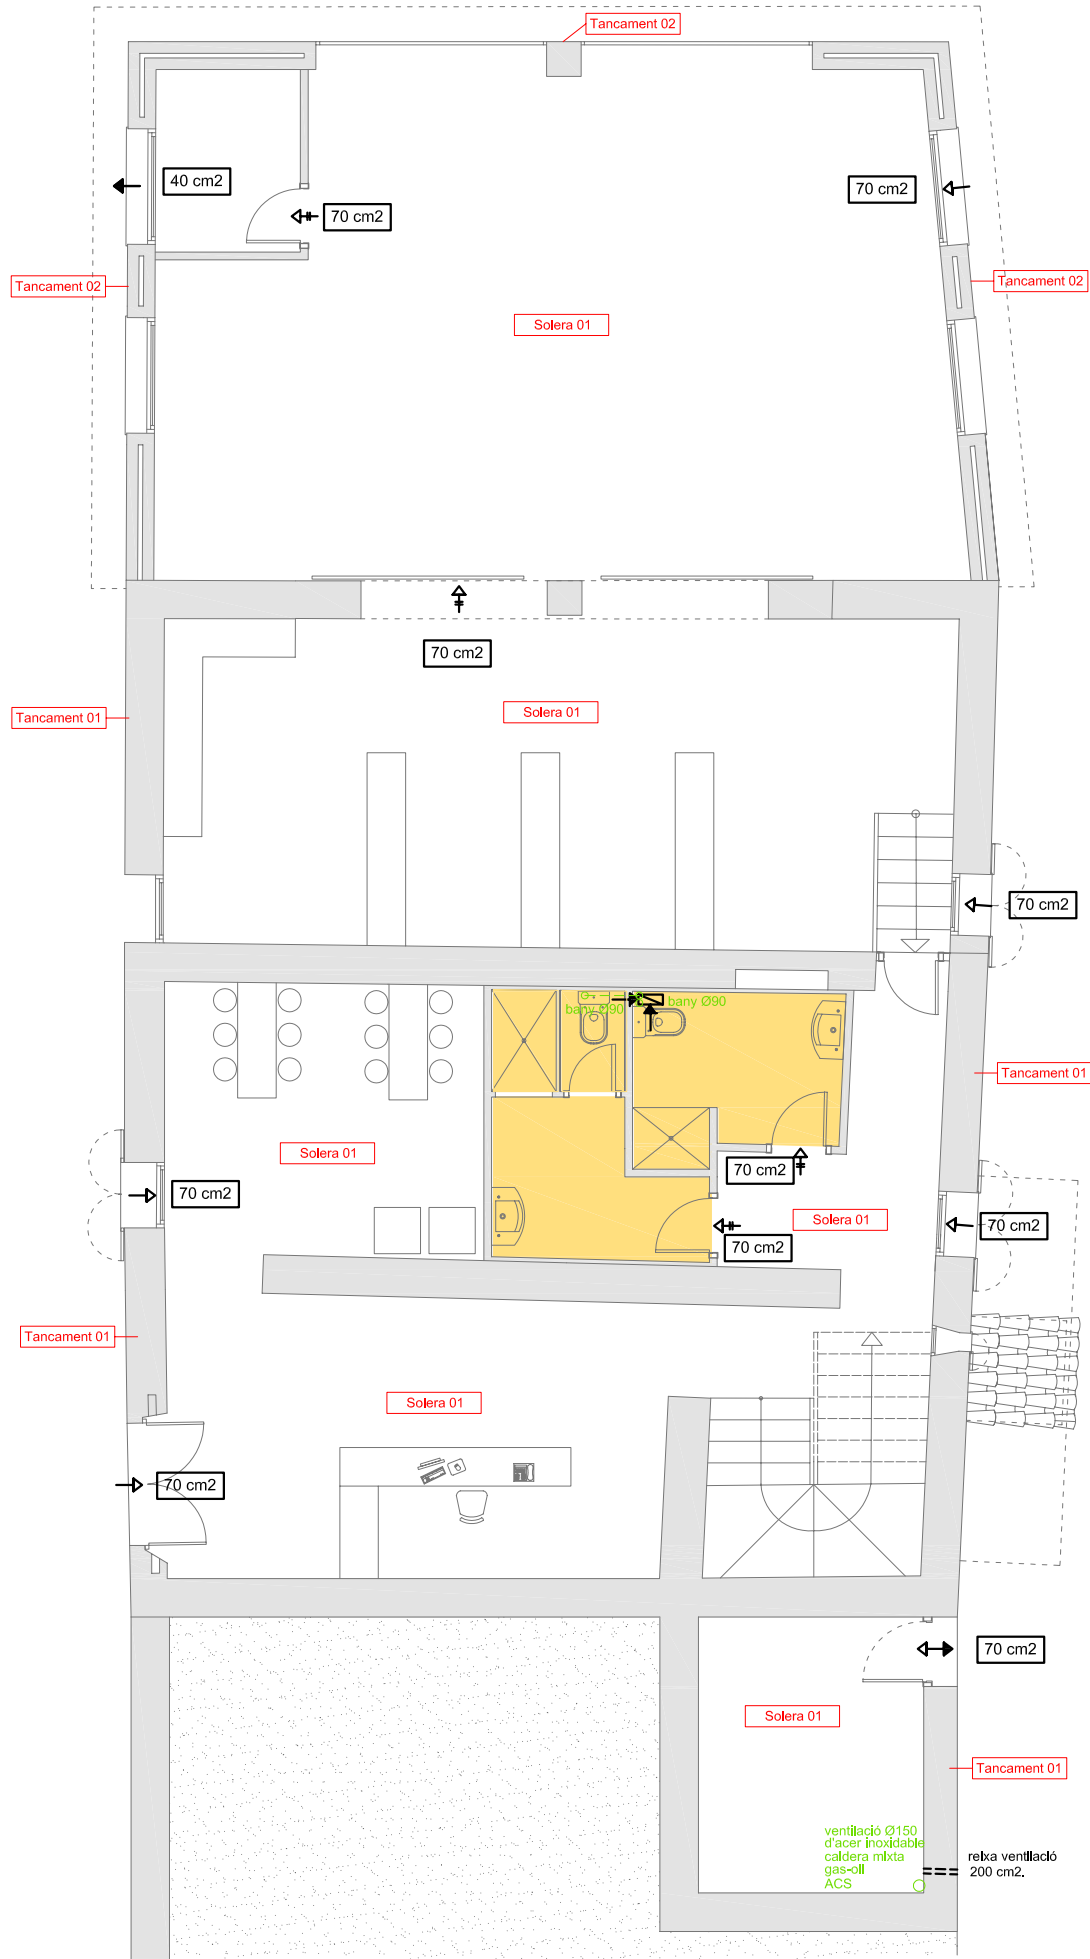 Tancament 02
40 cm2
70 cm2
70 cm2
Tancament 02
Tancament 02
Solera 01
70 cm2
Tancament 01
Solera 01
70 cm2
bany Ø90
bany Ø90
Tancament 01
Solera 01
70 cm2
70 cm2
Solera 01
70 cm2
70 cm2
Tancament 01
Solera 01
70 cm2
70 cm2
Solera 01
Tancament 01
ventilació Ø150
d'acer inoxidable
caldera mixta
gas-oil
ACS
reixa ventilació
200 cm2.